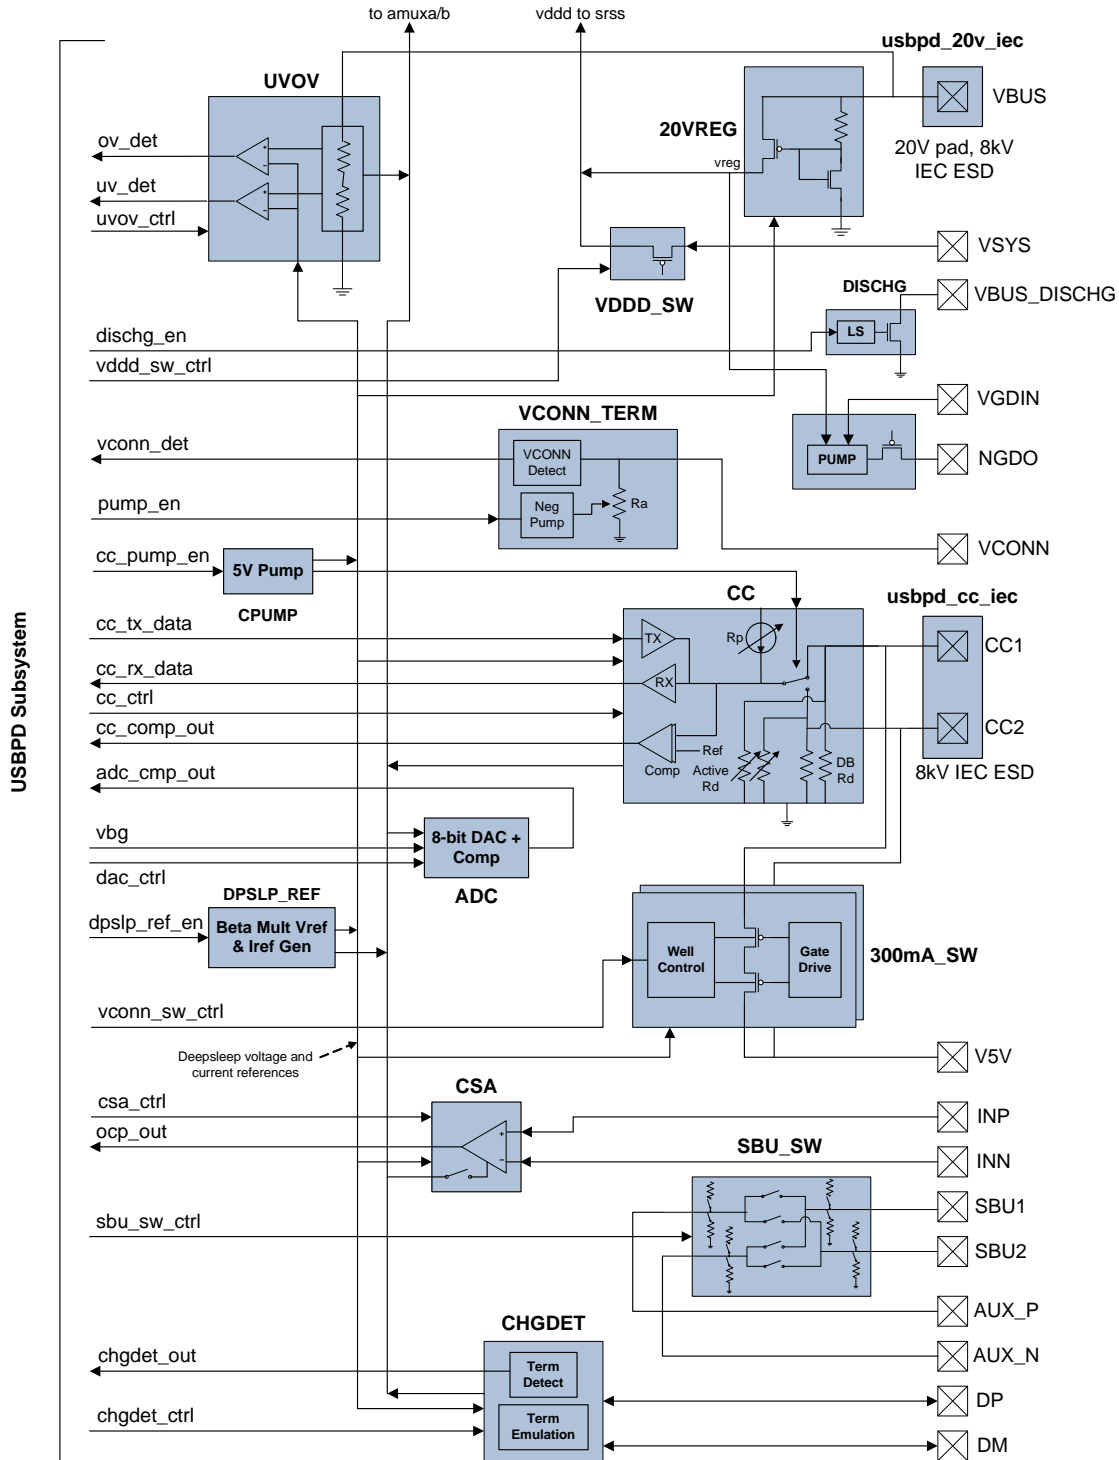 to amuxa/b
vddd to srss
usbpd_20v_iec
UVOV
VBUS
20VREG
ov_det
20V pad, 8kV
IEC ESD
vreg
uv_det
uvov_ctrl
VSYS
DISCHG
VBUS_DISCHG
VDDD_SW
LS
dischg_en
vddd_sw_ctrl
VGDIN
VCONN_TERM
vconn_det
VCONN
Detect
PUMP
NGDO
pump_en
Neg
Pump
Ra
VCONN
cc_pump_en
5V Pump
CPUMP
CC
usbpd_cc_iec
cc_tx_data
TX
Rp
CC1
cc_rx_data
RX
cc_ctrl
cc_comp_out
CC2
Ref
Comp
Active
Rd
DB
Rd
8kV IEC ESD
adc_cmp_out
vbg
8-bit DAC +
Comp
dac_ctrl
ADC
DPSLP_REF
dpslp_ref_en
Beta Mult Vref
& Iref Gen
Well
Control
Gate
Drive
300mA_SW
vconn_sw_ctrl
Deepsleep voltage and
current references
V5V
CSA
csa_ctrl
INP
+
ocp_out
SBU_SW
−
INN
SBU1
sbu_sw_ctrl
SBU2
AUX_P
CHGDET
chgdet_out
AUX_N
Term
Detect
DP
chgdet_ctrl
Term
Emulation
DM
USBPD Subsystem